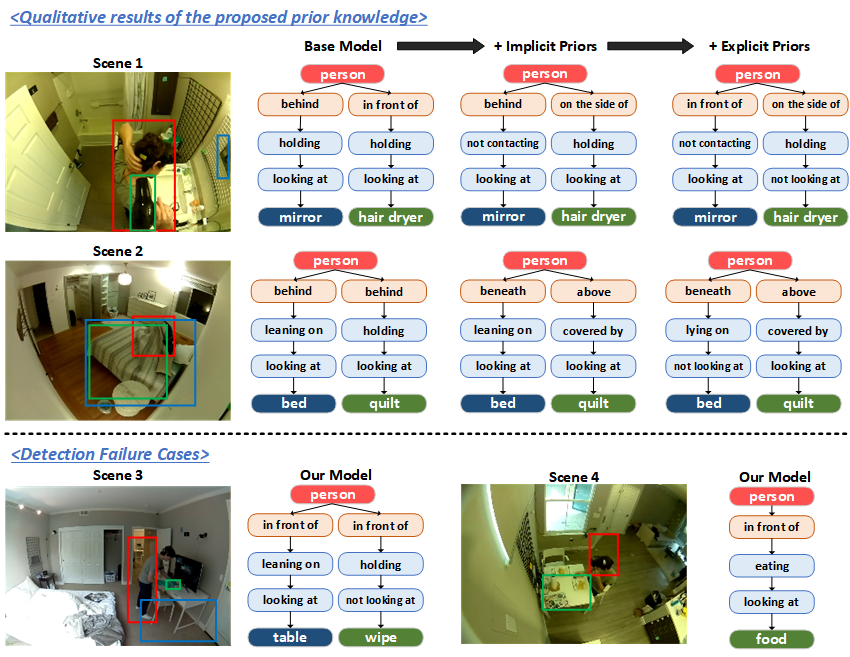 <Qualitative results of the proposed prior knowledge>
Base Model + Implicit Priors + Explicit Priors
Scene 1
person person person
behind in front of behind on the side of in front of on the side of
holding holding not contacting holding not contacting holding
looking at looking at looking at looking at looking at not looking at
mirror hair dryer mirror hair dryer mirror hair dryer
Scene 2
person person person
behind behind beneath above beneath above
leaning on holding leaning on covered by lying on covered by
looking at looking at looking at looking at not looking at looking at
bed quilt bed quilt bed quilt
<Detection Failure Cases>
Scene 3 Our Model Scene 4 Our Model
person person
in front of in front of in front of
leaning on holding eating
looking at not looking at looking at
table wipe food